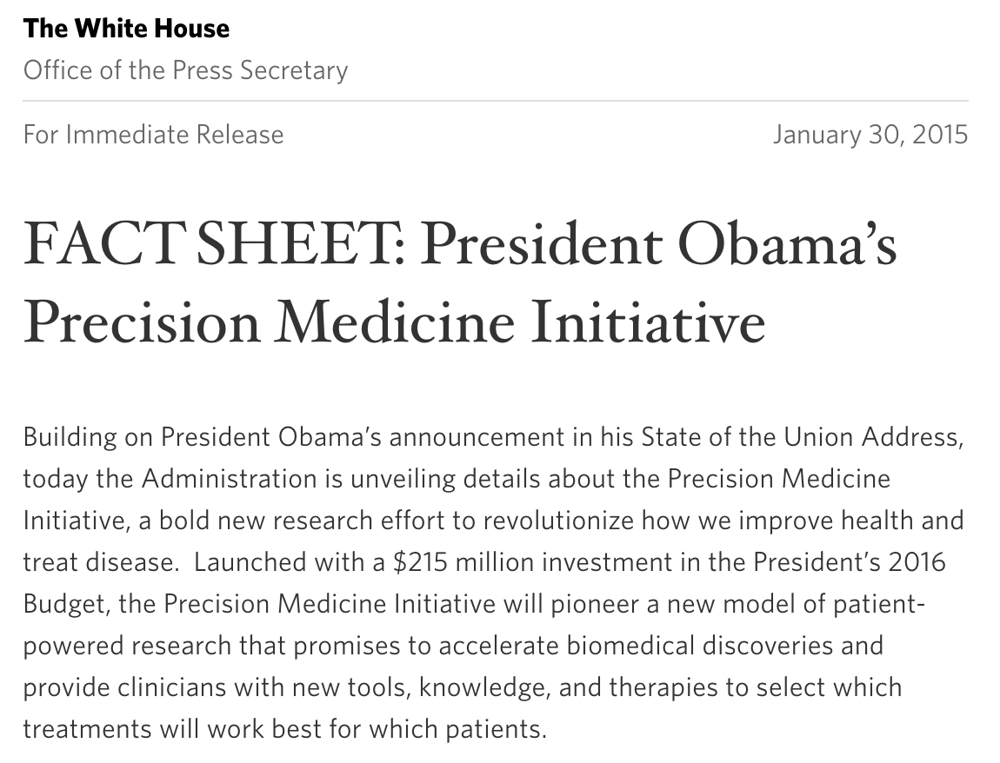 The White House
Office of the Press Secretary
For Immediate Release January 30, 2015
FACT SHEET: President Obama’s
Precision Medicine Initiative
Building on President Obama’s announcement in his State of the Union Address,
today the Administration is unveiling details about the Precision Medicine
Initiative, a bold new research effort to revolutionize how we improve health and
treat disease.  Launched with a $215 million investment in the President’s 2016
Budget, the Precision Medicine Initiative will pioneer a new model of patient-
powered research that promises to accelerate biomedical discoveries and
provide clinicians with new tools, knowledge, and therapies to select which
treatments will work best for which patients.